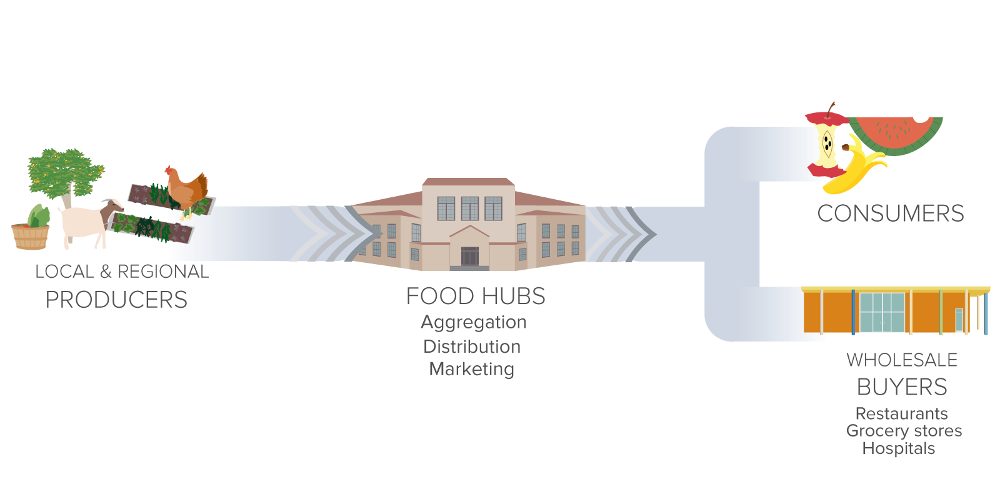 LOCAL & REGIONAL
PRODUCERS
FOOD HUBS
Aggregation
Distribution
Marketing
CONSUMERS
WHOLESALE
BUYERS
Restaurants
Grocery stores
Hospitals